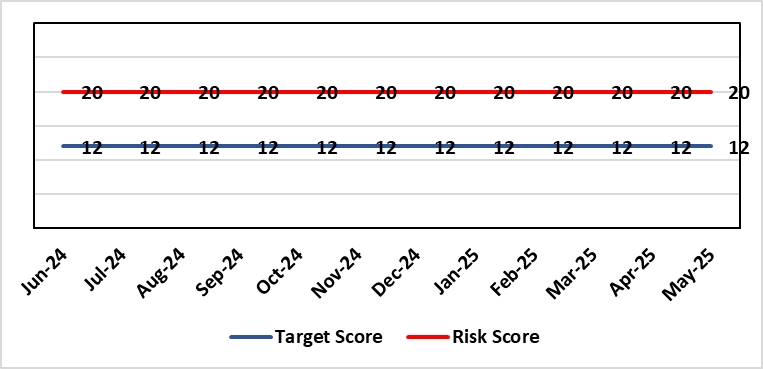 20 20 20 20 20 20 20 20 20 20 20 20
12 12 12 12 12 12 12 12 12 12 12 12
Jun-24 Jul-24 Aug-24 Sep-24 Oct-24 Nov-24 Dec-24 Jan-25 Feb-25 Mar-25 Apr-25 May-25
Target Score Risk Score